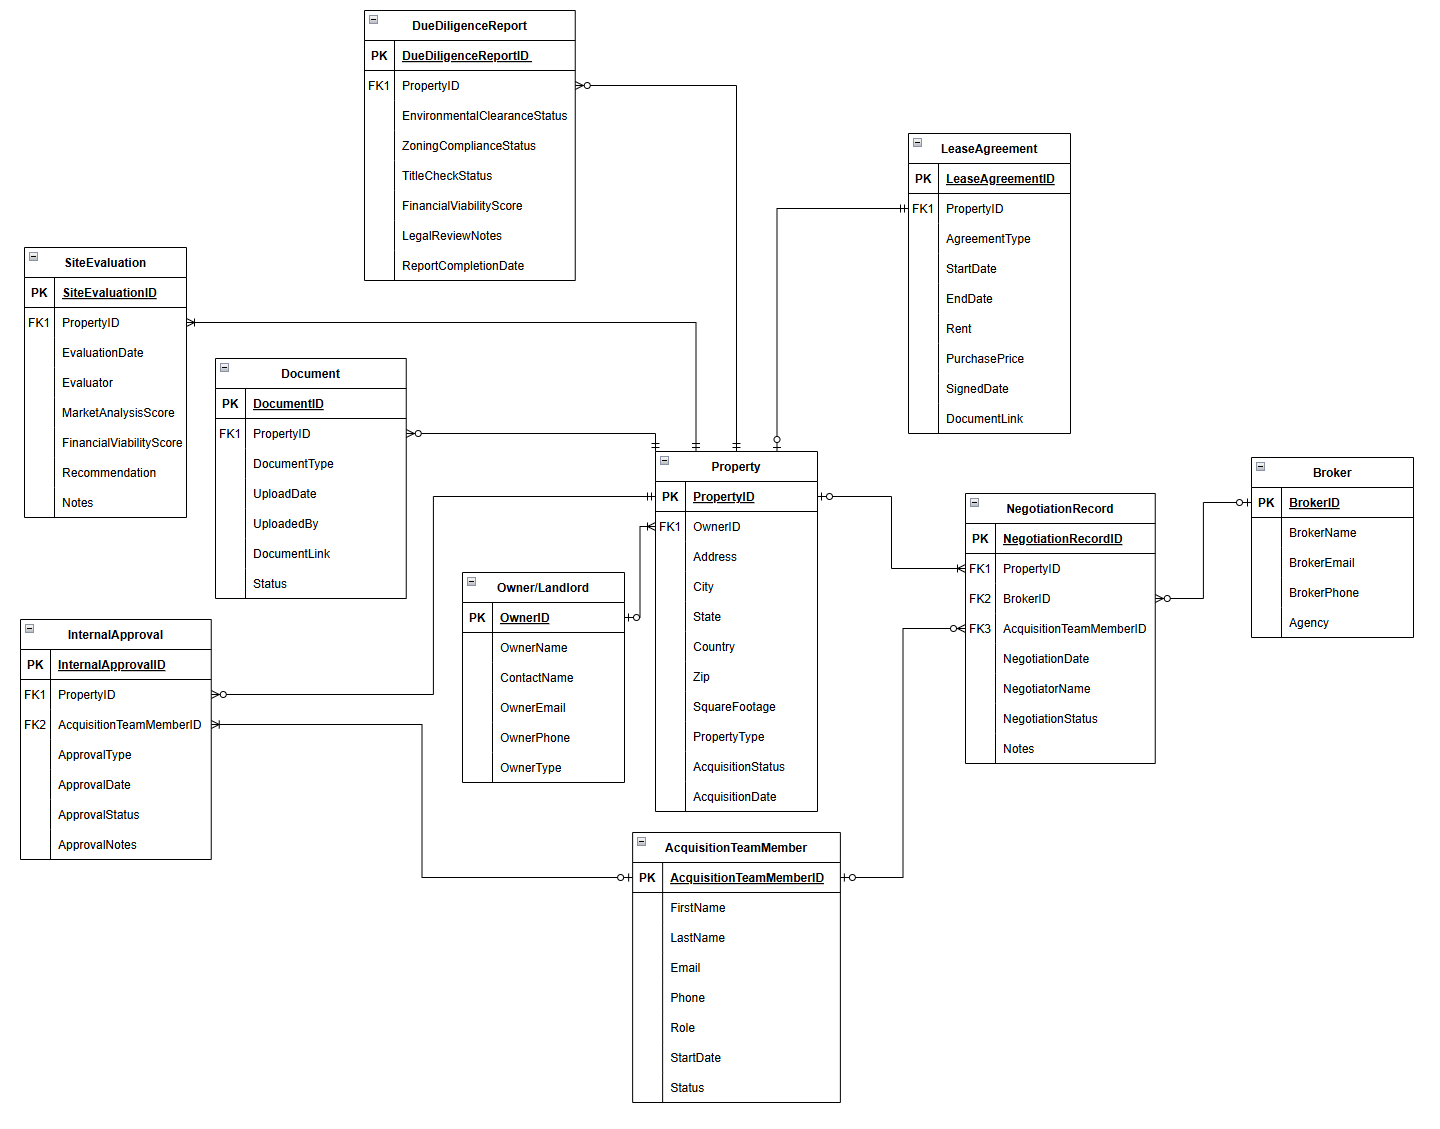 DueDiligenceReport
PK DueDiligenceReportID
FK1 PropertyID
EnvironmentalClearanceStatus
ZoningComplianceStatus
TitleCheckStatus
FinancialViabilityScore
LegalReviewNotes
ReportCompletionDate
LeaseAgreement
PK LeaseAgreementID
FK1 PropertyID
AgreementType
StartDate
EndDate
Rent
PurchasePrice
SignedDate
DocumentLink
SiteEvaluation
PK SiteEvaluationID
FK1 PropertyID
EvaluationDate
Evaluator
MarketAnalysisScore
FinancialViabilityScore
Recommendation
Notes
Document
PK DocumentID
FK1 PropertyID
DocumentType
UploadDate
UploadedBy
DocumentLink
Status
Property
PK PropertyID
FK1 OwnerID
Address
City
State
Country
Zip
SquareFootage
PropertyType
AcquisitionStatus
AcquisitionDate
Broker
PK BrokerID
BrokerName
BrokerEmail
BrokerPhone
Agency
NegotiationRecord
PK NegotiationRecordID
FK1 PropertyID
FK2 BrokerID
FK3 AcquisitionTeamMemberID
NegotiationDate
NegotiatorName
NegotiationStatus
Notes
Owner/Landlord
PK OwnerID
OwnerName
ContactName
OwnerEmail
OwnerPhone
OwnerType
InternalApproval
PK InternalApprovalID
FK1 PropertyID
FK2 AcquisitionTeamMemberID
ApprovalType
ApprovalDate
ApprovalStatus
ApprovalNotes
AcquisitionTeamMember
PK AcquisitionTeamMemberID
FirstName
LastName
Email
Phone
Role
StartDate
Status